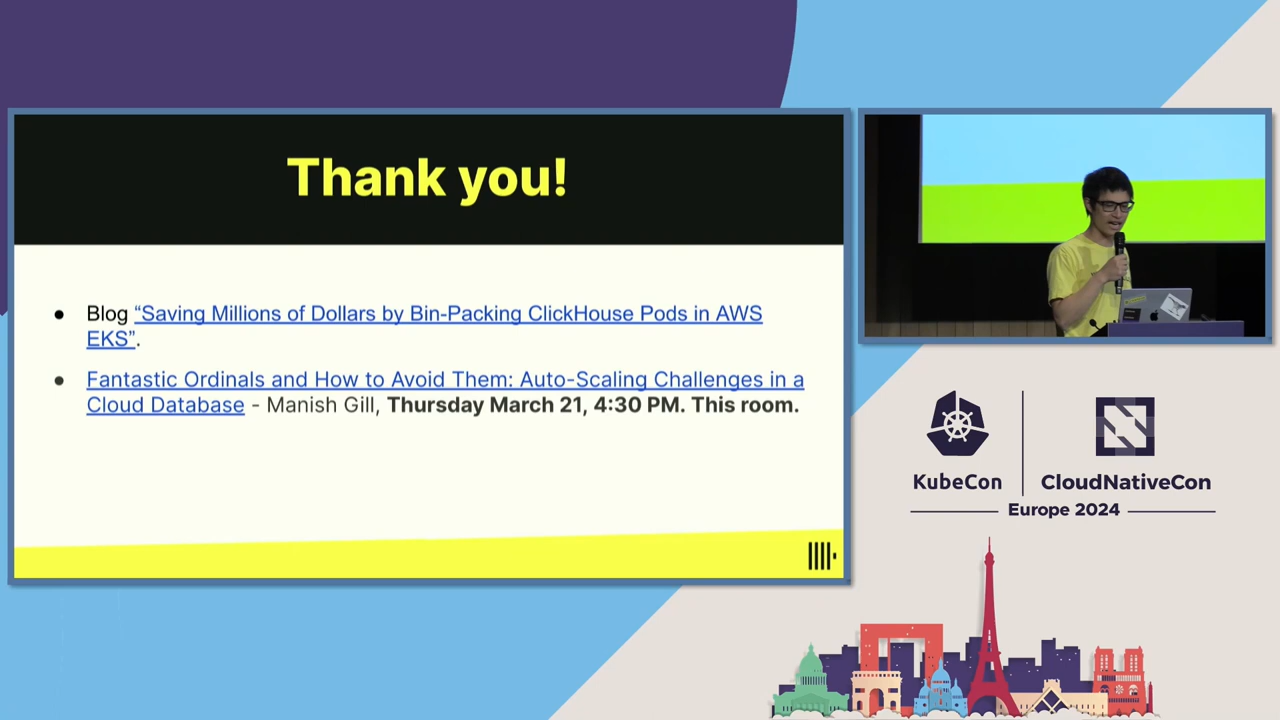 Thank you!
● Blog “Saving Millions of Dollars by Bin-Packing ClickHouse Pods in AWS
EKS”.
● Fantastic Ordinals and How to Avoid Them: Auto-Scaling Challenges in a
Cloud Database - Manish Gill, Thursday March 21, 4:30 PM. This room.
KubeCon
CloudNativeCon
Europe 2024